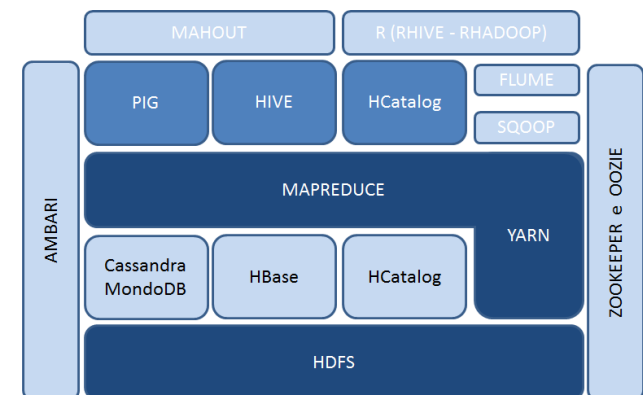 MAHOUT
R (RHIVE - RHADOOP)
PIG
HIVE
HCatalog
FLUME
SQOOP
AMBARI
MAPREDUCE
YARN
ZOOKEEPER e OOZIE
Cassandra
MondoDB
HBase
HCatalog
HDFS